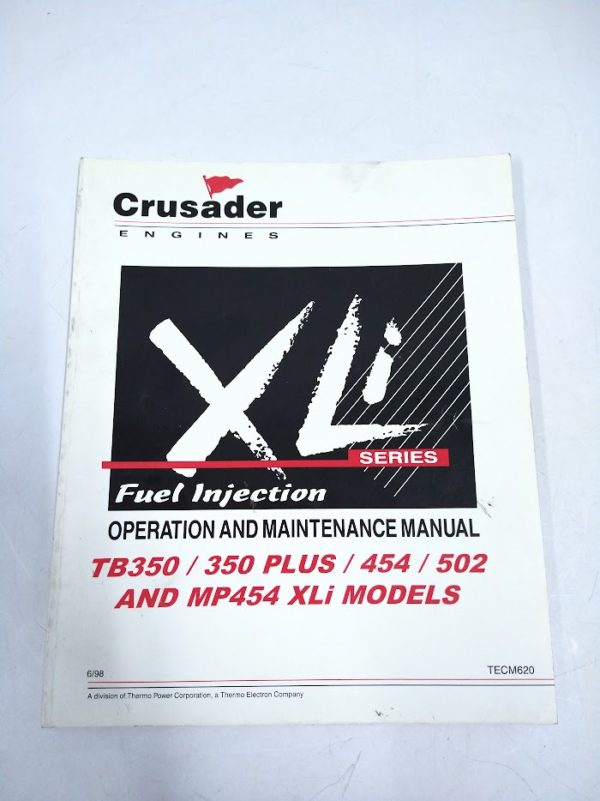 Crusader
ENGINES
XLi
SERIES
Fuel Injection
OPERATION AND MAINTENANCE MANUAL
TB350 / 350 PLUS / 454 / 502
AND MP454 XLi MODELS
6/98
TECM620
A division of Thermo Power Corporation, a Thermo Electron Company